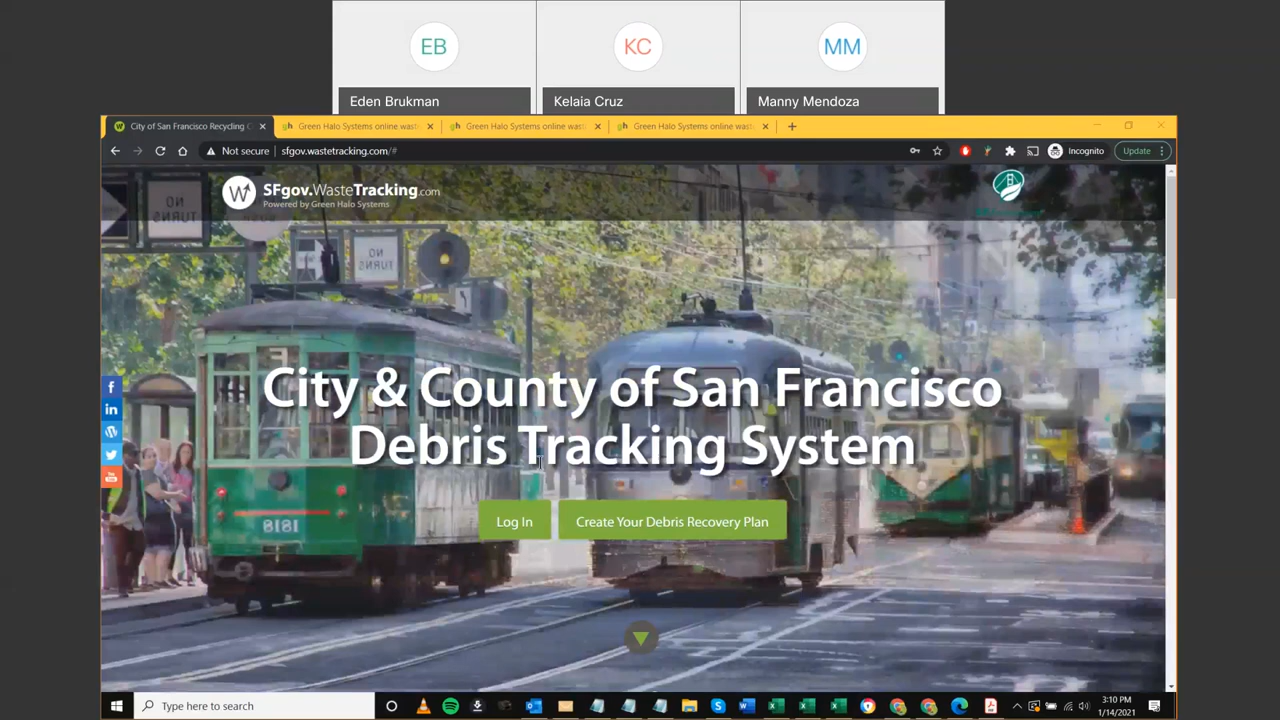 EB
KC
MM
Eden Brukman
Kelaia Cruz
Manny Mendoza
City of San Francisco Recycling
Green Halo Systems online wast
Green Halo Systems online wast
Green Halo Systems online wast
Not secure
sfgov.wastetracking.com/#
Incognito
Update
SFgov.WasteTracking.com
Powered by Green Halo Systems
NO
TURNS
NO
TURNS
City & County of San Francisco
Debris Tracking System
Log In
Create Your Debris Recovery Plan
8181
Type here to search
3:10 PM
1/14/2021